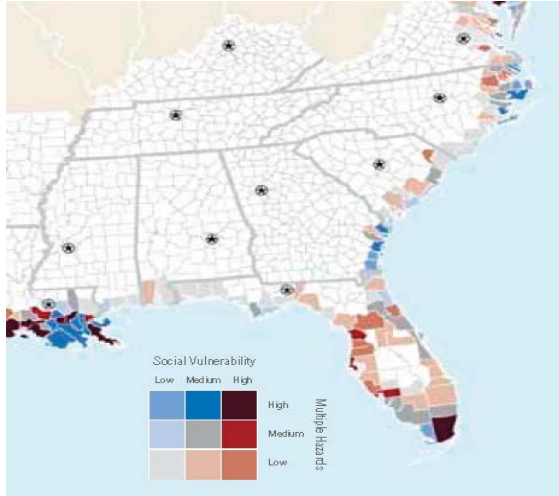 Social Vulnerability
Low Medium High
High
Medium
Low
Multiple Hazards